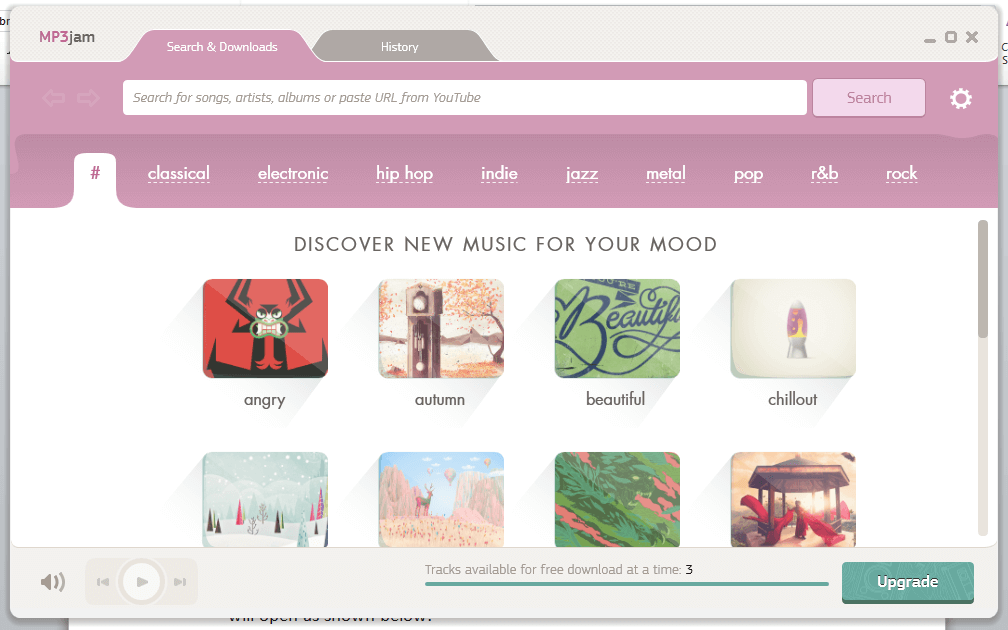 MP3jam
Search & Downloads
History
Search for songs, artists, albums or paste URL from YouTube
Search
# classical electronic hip hop indie jazz metal pop r&b rock
DISCOVER NEW MUSIC FOR YOUR MOOD
Beautiful
angry autumn beautiful chillout
Tracks available for free download at a time: 3
Upgrade
will open as shown below: